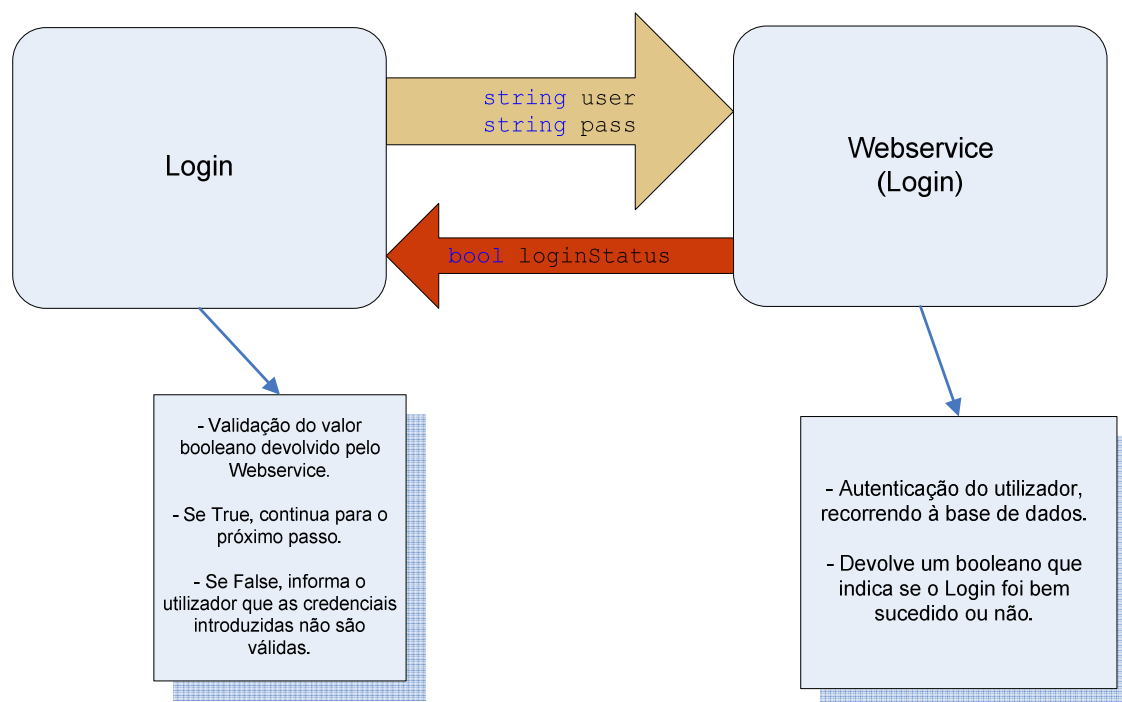 Login
string user
string pass
Webservice
(Login)
bool loginStatus
- Validação do valor
booleano devolvido pelo
Webservice.
- Se True, continua para o
próximo passo.
- Se False, informa o
utilizador que as credenciais
introduzidas não são
válidas.
- Autenticação do utilizador,
recorrendo à base de dados.
- Devolve um booleano que
indica se o Login foi bem
sucedido ou não.